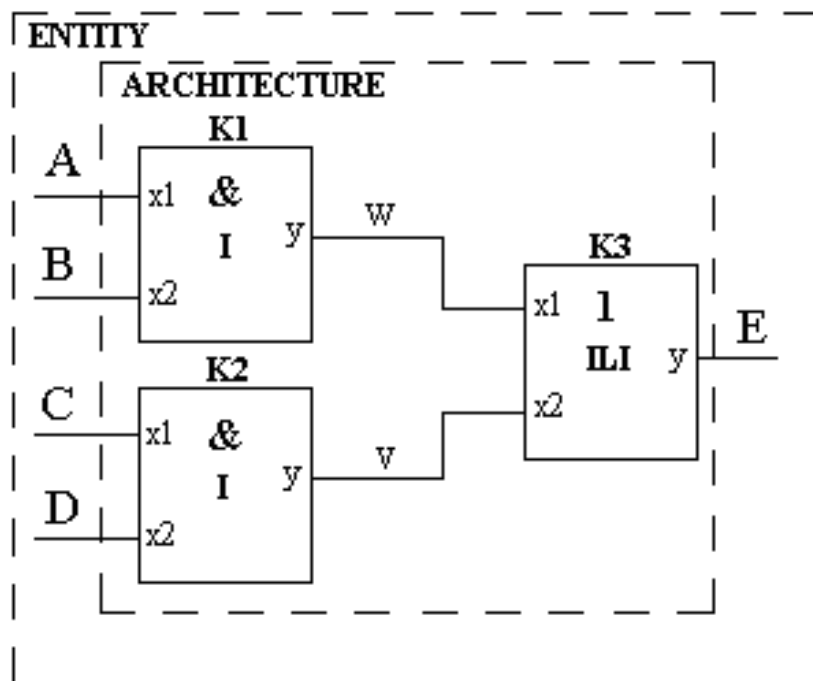 ENTITY
ARCHITECTURE
K1
A
x1
&
I
y
B
x2
W
K3
x1
1
ILI
y
x2
E
K2
C
x1
&
I
y
D
x2
V